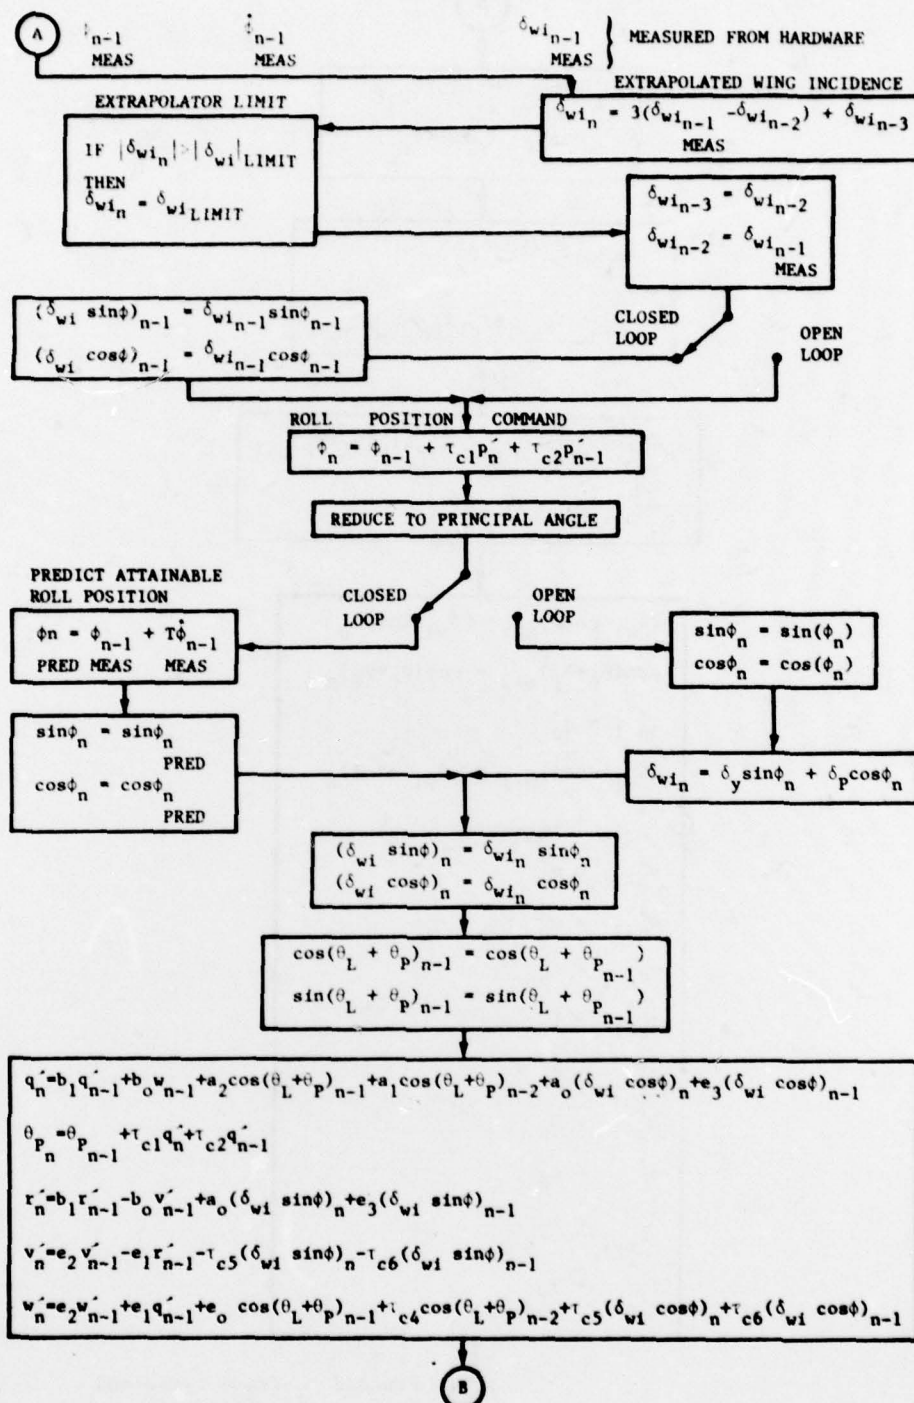 A ϕn-1 ϕ̇n-1 δwin-1 } MEASURED FROM HARDWARE
MEAS MEAS MEAS
EXTRAPOLATED WING INCIDENCE
δwin = 3(δwin-1 - δwin-2) + δwin-3
MEAS
EXTRAPOLATOR LIMIT
IF |δwin| > |δwi|LIMIT
THEN
δwin = δwiLIMIT
δwin-3 = δwin-2
δwin-2 = δwin-1
MEAS
CLOSED
LOOP
OPEN
LOOP
(δwi sinϕ)n-1 = δwin-1 sinϕn-1
(δwi cosϕ)n-1 = δwin-1 cosϕn-1
ROLL POSITION COMMAND
ϕn = ϕn-1 + τc1 p′n + τc2 p′n-1
REDUCE TO PRINCIPAL ANGLE
PREDICT ATTAINABLE
ROLL POSITION
CLOSED
LOOP
OPEN
LOOP
ϕn = ϕn-1 + Tϕ̇n-1
PRED MEAS MEAS
sinϕn = sin(ϕn)
cosϕn = cos(ϕn)
sinϕn = sinϕn
PRED
cosϕn = cosϕn
PRED
δwin = δy sinϕn + δp cosϕn
(δwi sinϕ)n = δwin sinϕn
(δwi cosϕ)n = δwin cosϕn
cos(θL + θP)n-1 = cos(θL + θPn-1)
sin(θL + θP)n-1 = sin(θL + θPn-1)
q′n=b1q′n-1+bow′n-1+a2cos(θL+θP)n-1+a1cos(θL+θP)n-2+ao(δwi cosϕ)n+e3(δwi cosϕ)n-1
θPn=θPn-1+τc1q′n+τc2q′n-1
r′n=b1r′n-1-bov′n-1+ao(δwi sinϕ)n+e3(δwi sinϕ)n-1
v′n=e2v′n-1-e1r′n-1-τc5(δwi sinϕ)n-τc6(δwi sinϕ)n-1
w′n=e2w′n-1+e1q′n-1+eo cos(θL+θP)n-1+τc4cos(θL+θP)n-2+τc5(δwi cosϕ)n+τc6(δwi cosϕ)n-1
B